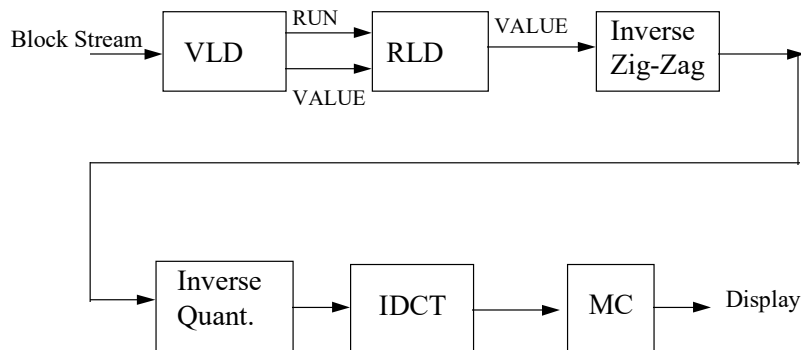 Block Stream
VLD
RUN
VALUE
RLD
VALUE
Inverse
Zig-Zag
Inverse
Quant.
IDCT
MC
Display